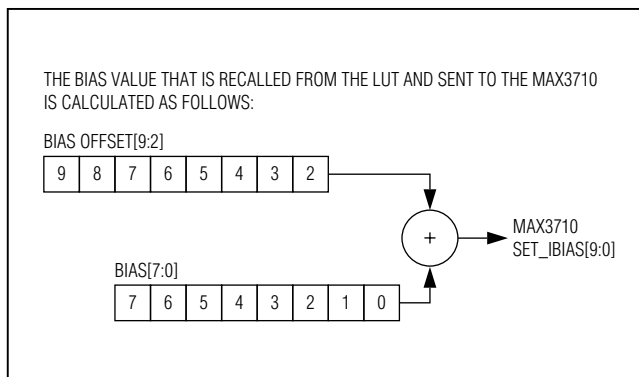 THE BIAS VALUE THAT IS RECALLED FROM THE LUT AND SENT TO THE MAX3710
IS CALCULATED AS FOLLOWS:
BIAS OFFSET[9:2]
9 8 7 6 5 4 3 2
+
MAX3710
SET_IBIAS[9:0]
BIAS[7:0]
7 6 5 4 3 2 1 0